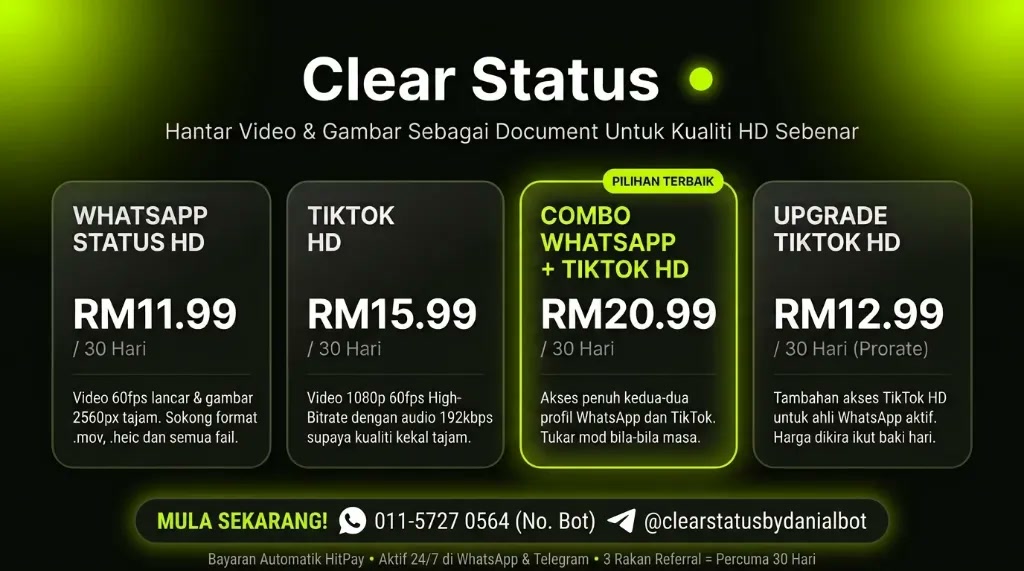 Clear Status
Hantar Video & Gambar Sebagai Document Untuk Kualiti HD Sebenar
WHATSAPP
STATUS HD
RM11.99
/ 30 Hari
Video 60fps lancar & gambar
2560px tajam. Sokong format
.mov, .heic dan semua fail.
TIKTOK
HD
RM15.99
/ 30 Hari
Video 1080p 60fps High-
Bitrate dengan audio 192kbps
supaya kualiti kekal tajam.
PILIHAN TERBAIK
COMBO
WHATSAPP
+ TIKTOK HD
RM20.99
/ 30 Hari
Akses penuh kedua-dua
profil WhatsApp dan TikTok.
Tukar mod bila-bila masa.
UPGRADE
TIKTOK HD
RM12.99
/ 30 Hari (Prorate)
Tambahan akses TikTok HD
untuk ahli WhatsApp aktif.
Harga dikira ikut baki hari.
MULA SEKARANG! 011-5727 0564 (No. Bot) @clearstatusbydanialbot
Bayaran Automatik HitPay • Aktif 24/7 di WhatsApp & Telegram • 3 Rakan Referral = Percuma 30 Hari